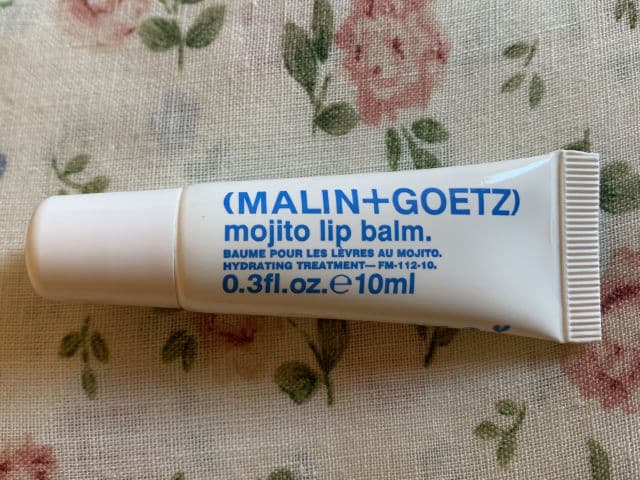 (MALIN+GOETZ)
mojito lip balm.
BAUME POUR LES LÈVRES AU MOJITO.
HYDRATING TREATMENT—FM-112-10.
0.3fl.oz.℮10ml